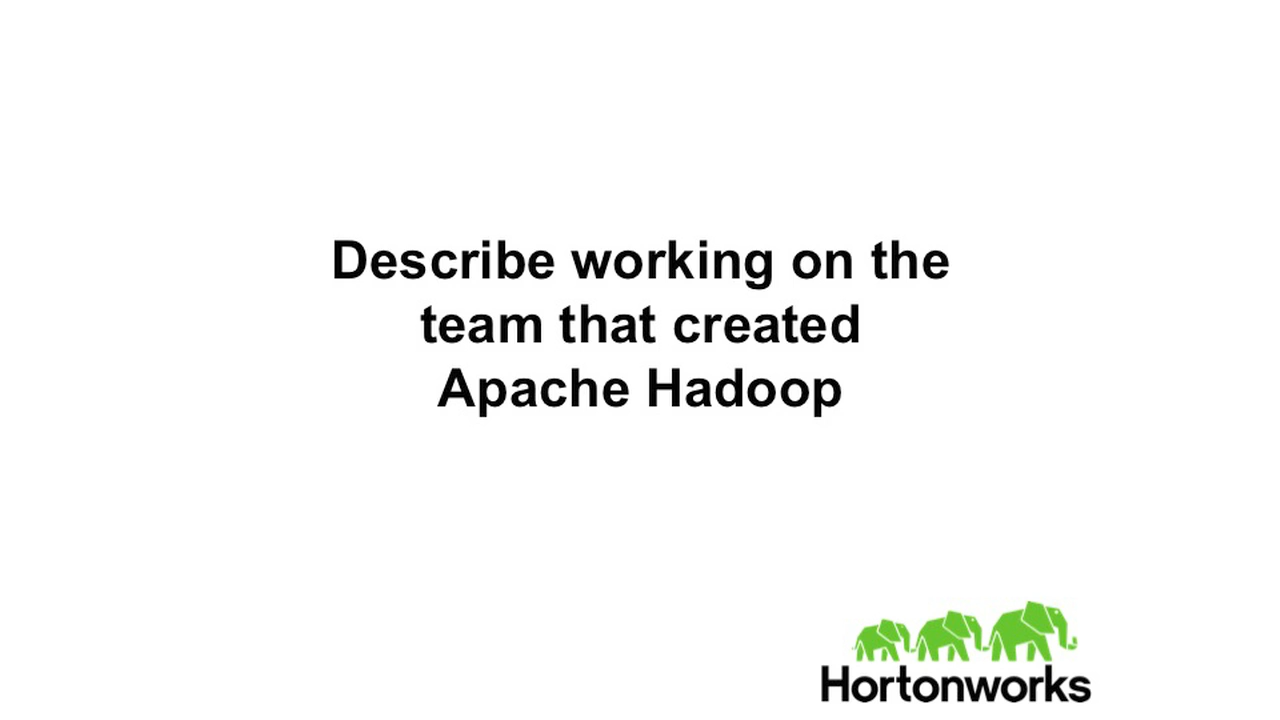 Describe working on the
team that created
Apache Hadoop
Hortonworks